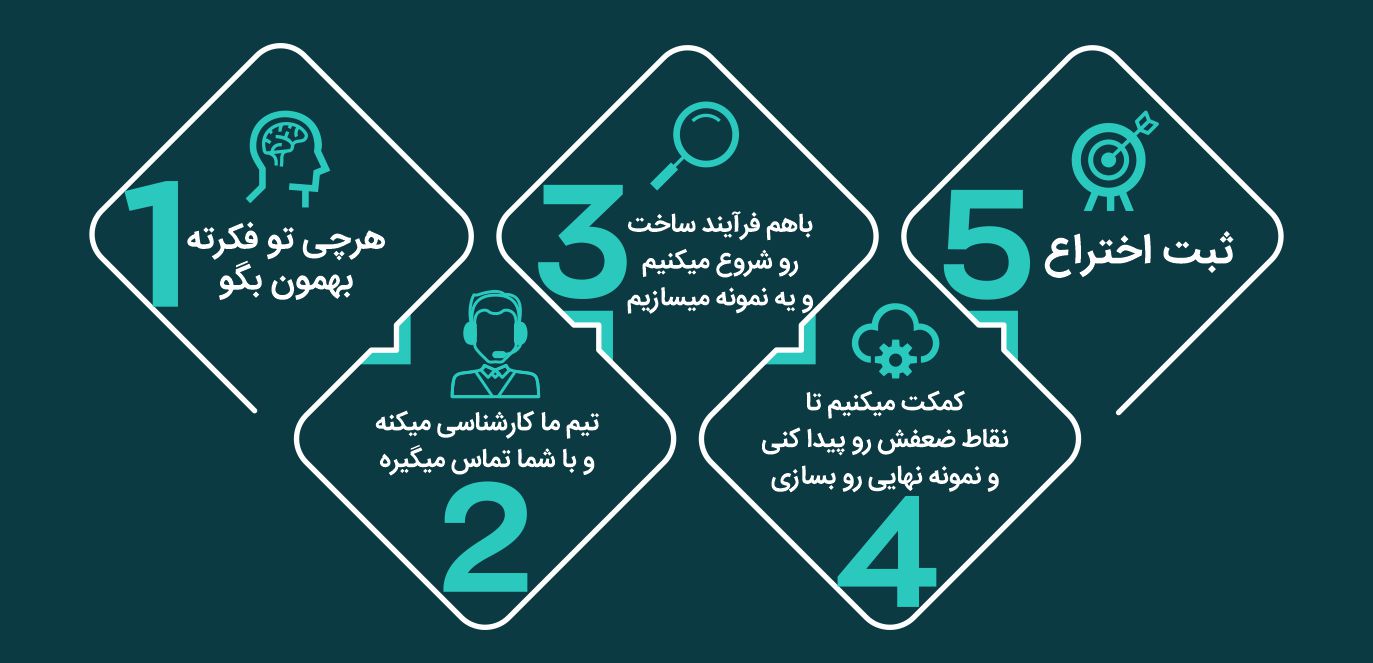 1
هرچی تو فکرته
بهمون بگو
2
تیم ما کارشناسی میکنه
و با شما تماس میگیره
3
باهم فرآیند ساخت
رو شروع میکنیم
و یه نمونه میسازیم
4
کمکت میکنیم تا
نقاط ضعفش رو پیدا کنی
و نمونه نهایی رو بسازی
5
ثبت اختراع